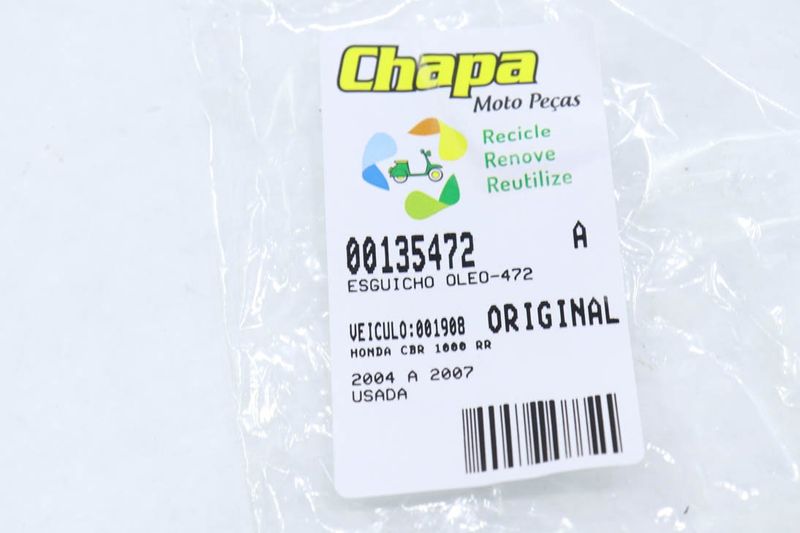 Chapa
Moto Peças
Recicle
Renove
Reutilize
00135472 A
ESGUICHO OLEO-472
VEICULO:001908 ORIGINAL
HONDA CBR 1000 RR
2004 A 2007
USADA